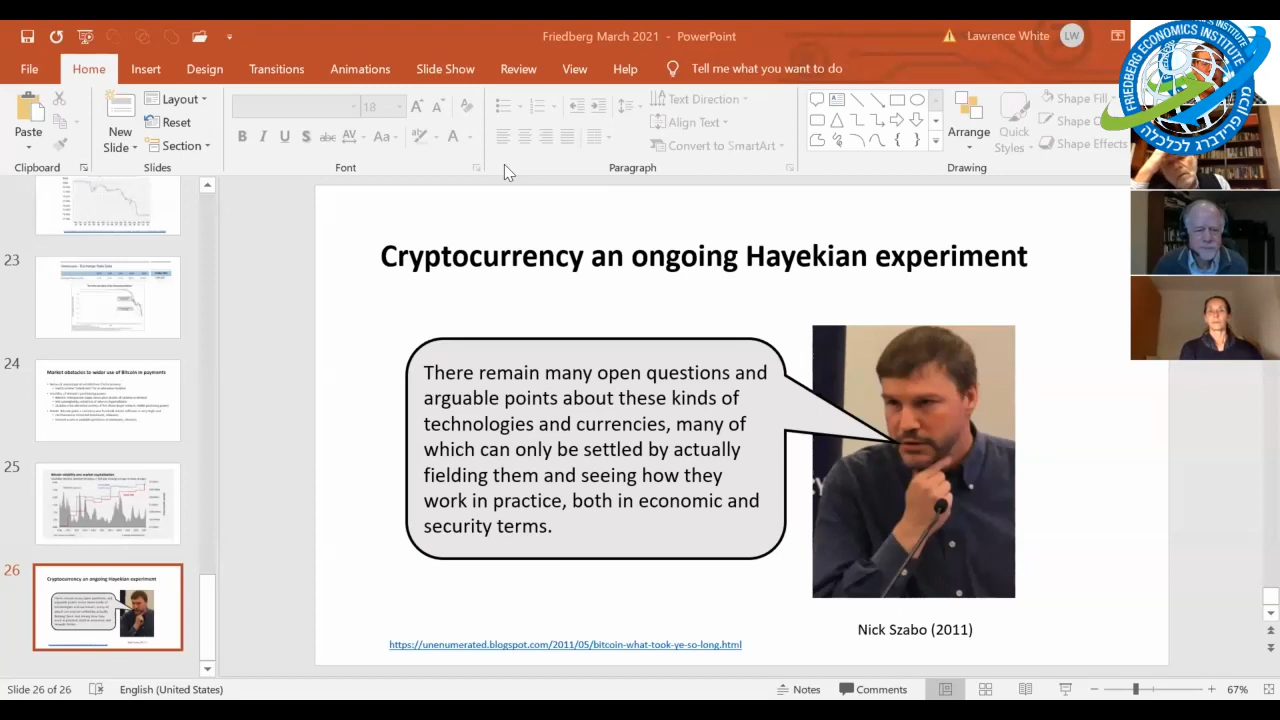 Friedberg March 2021 - PowerPoint
Lawrence White
LW
File
Home
Insert
Design
Transitions
Animations
Slide Show
Review
View
Help
Tell me what you want to do
Paste
New
Slide
Layout
Reset
Section
18
B
I
U
S
abc
AV
Aa
A
Text Direction
Align Text
Convert to SmartArt
Arrange
Quick
Styles
Shape Fill
Shape
Shape Effects
Clipboard
Slides
Font
Paragraph
Drawing
FRIEDBERG ECONOMICS INSTITUTE
מכון פרידברג לכלכלה
23
24
Market obstacles to wider use of Bitcoin in payments
25
26
Cryptocurrency an ongoing Hayekian experiment
Cryptocurrency an ongoing Hayekian experiment
There remain many open questions and
arguable points about these kinds of
technologies and currencies, many of
which can only be settled by actually
fielding them and seeing how they
work in practice, both in economic and
security terms.
Nick Szabo (2011)
https://unenumerated.blogspot.com/2011/05/bitcoin-what-took-ye-so-long.html
Slide 26 of 26
English (United States)
Notes
Comments
67%